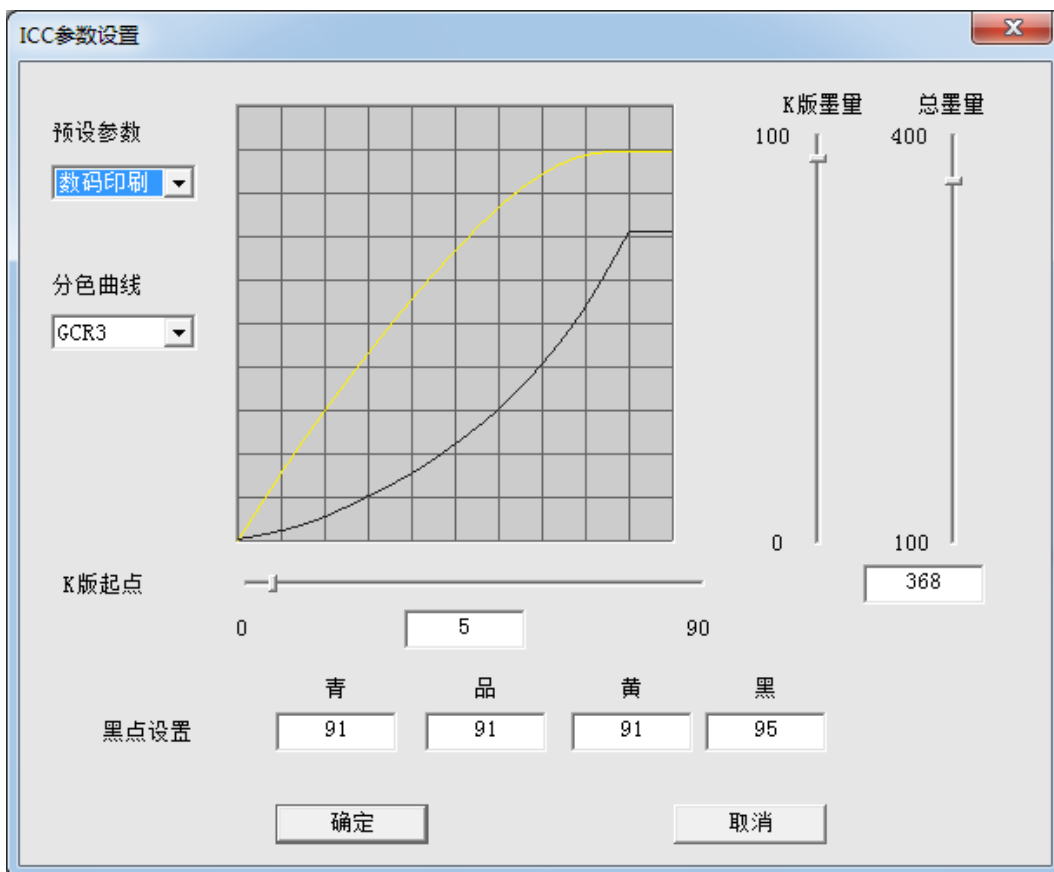 ICC参数设置
K版墨量 总墨量
预设参数
100 400
数码印刷
分色曲线
GCR3
0 100
K版起点
368
0 5 90
青 品 黄 黑
黑点设置 91 91 91 95
确定 取消